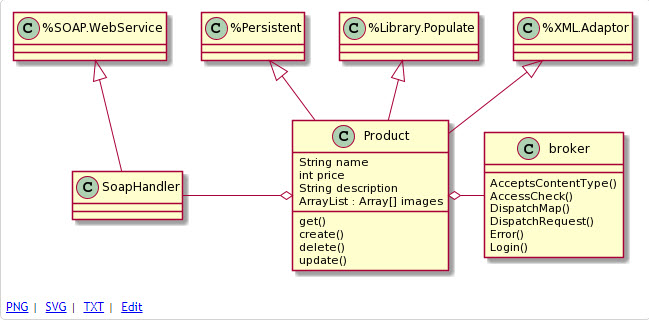 C %SOAP.WebService
C %Persistent
C %Library.Populate
C %XML.Adaptor
C Product
String name
int price
String description
ArrayList : Array[] images
get()
create()
delete()
update()
C broker
AcceptsContentType()
AccessCheck()
DispatchMap()
DispatchRequest()
Error()
Login()
C SoapHandler
PNG | SVG | TXT | Edit